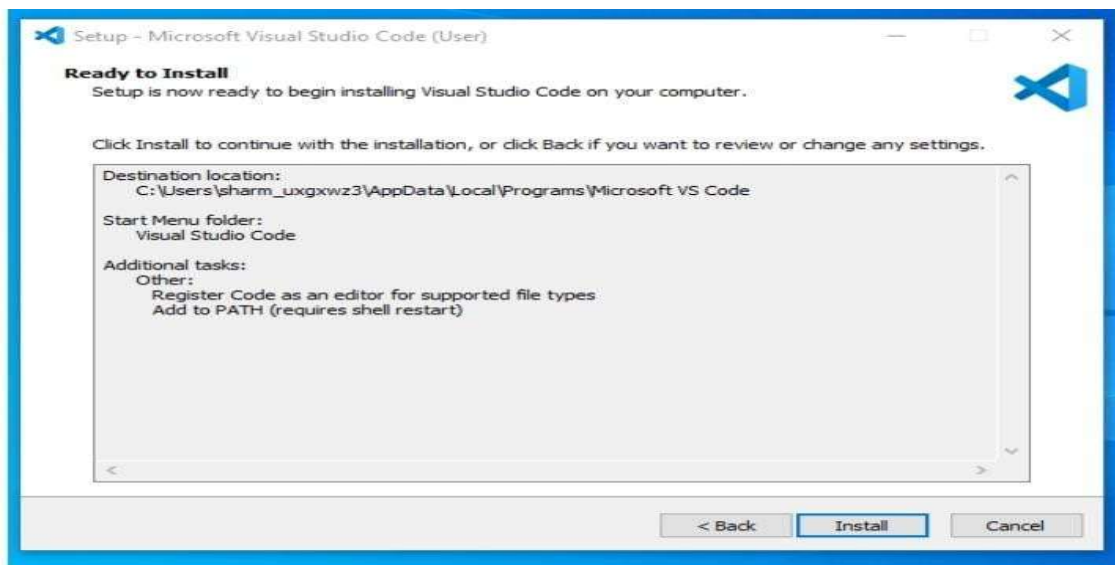 Setup - Microsoft Visual Studio Code (User)
Ready to Install
Setup is now ready to begin installing Visual Studio Code on your computer.
Click Install to continue with the installation, or click Back if you want to review or change any settings.
Destination location:
C:\Users\sharm_uxgxwz3\AppData\Local\Programs\Microsoft VS Code
Start Menu folder:
Visual Studio Code
Additional tasks:
Other:
Register Code as an editor for supported file types
Add to PATH (requires shell restart)
< Back Install Cancel